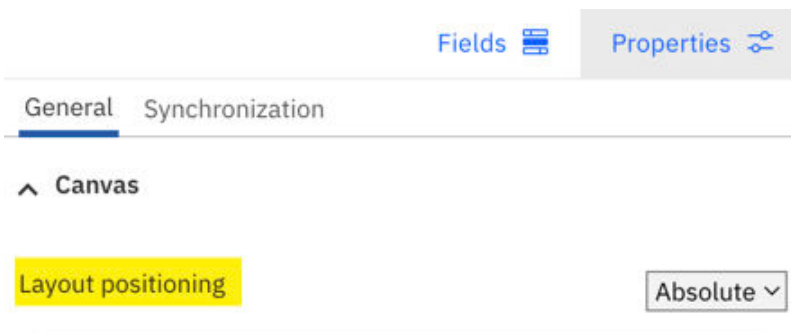 Fields Properties
General Synchronization
Canvas
Layout positioning Absolute